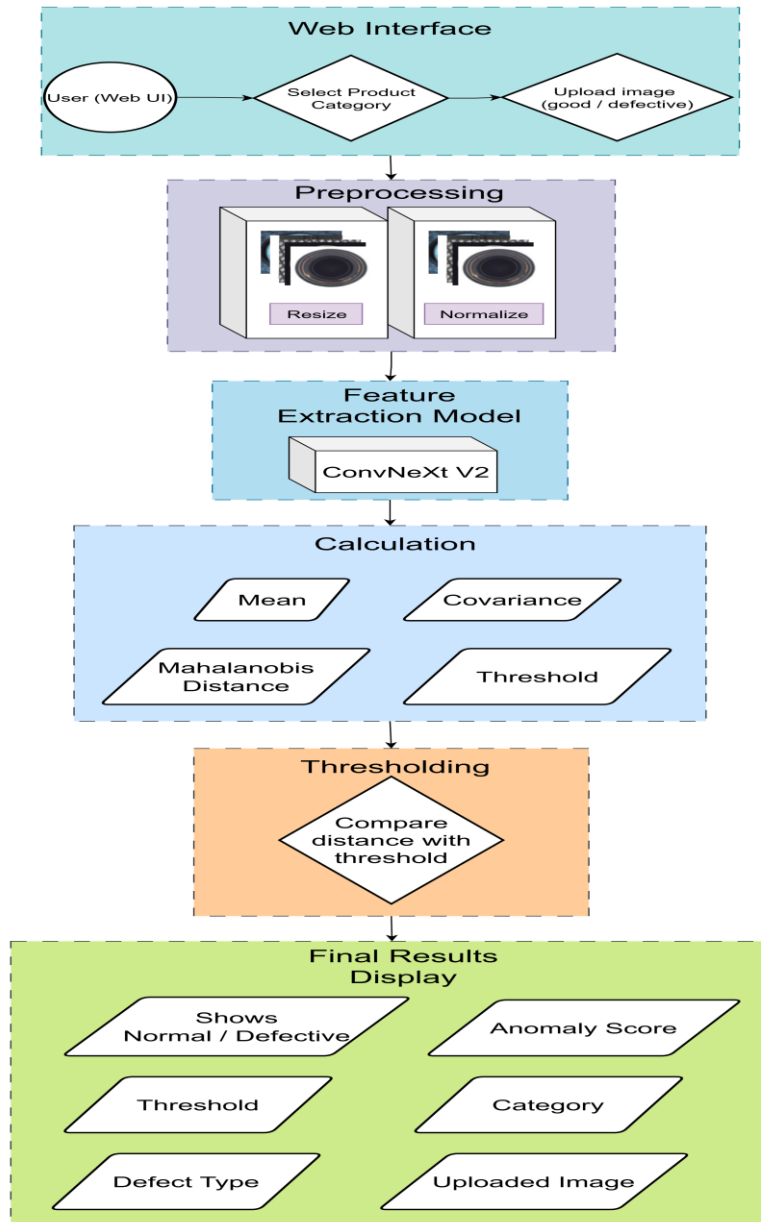 Web Interface
User (Web UI)
Select Product
Category
Upload image
(good / defective)
Preprocessing
Resize
Normalize
Feature
Extraction Model
ConvNeXt V2
Calculation
Mean
Covariance
Mahalanobis
Distance
Threshold
Thresholding
Compare
distance with
threshold
Final Results
Display
Shows
Normal / Defective
Anomaly Score
Threshold
Category
Defect Type
Uploaded Image